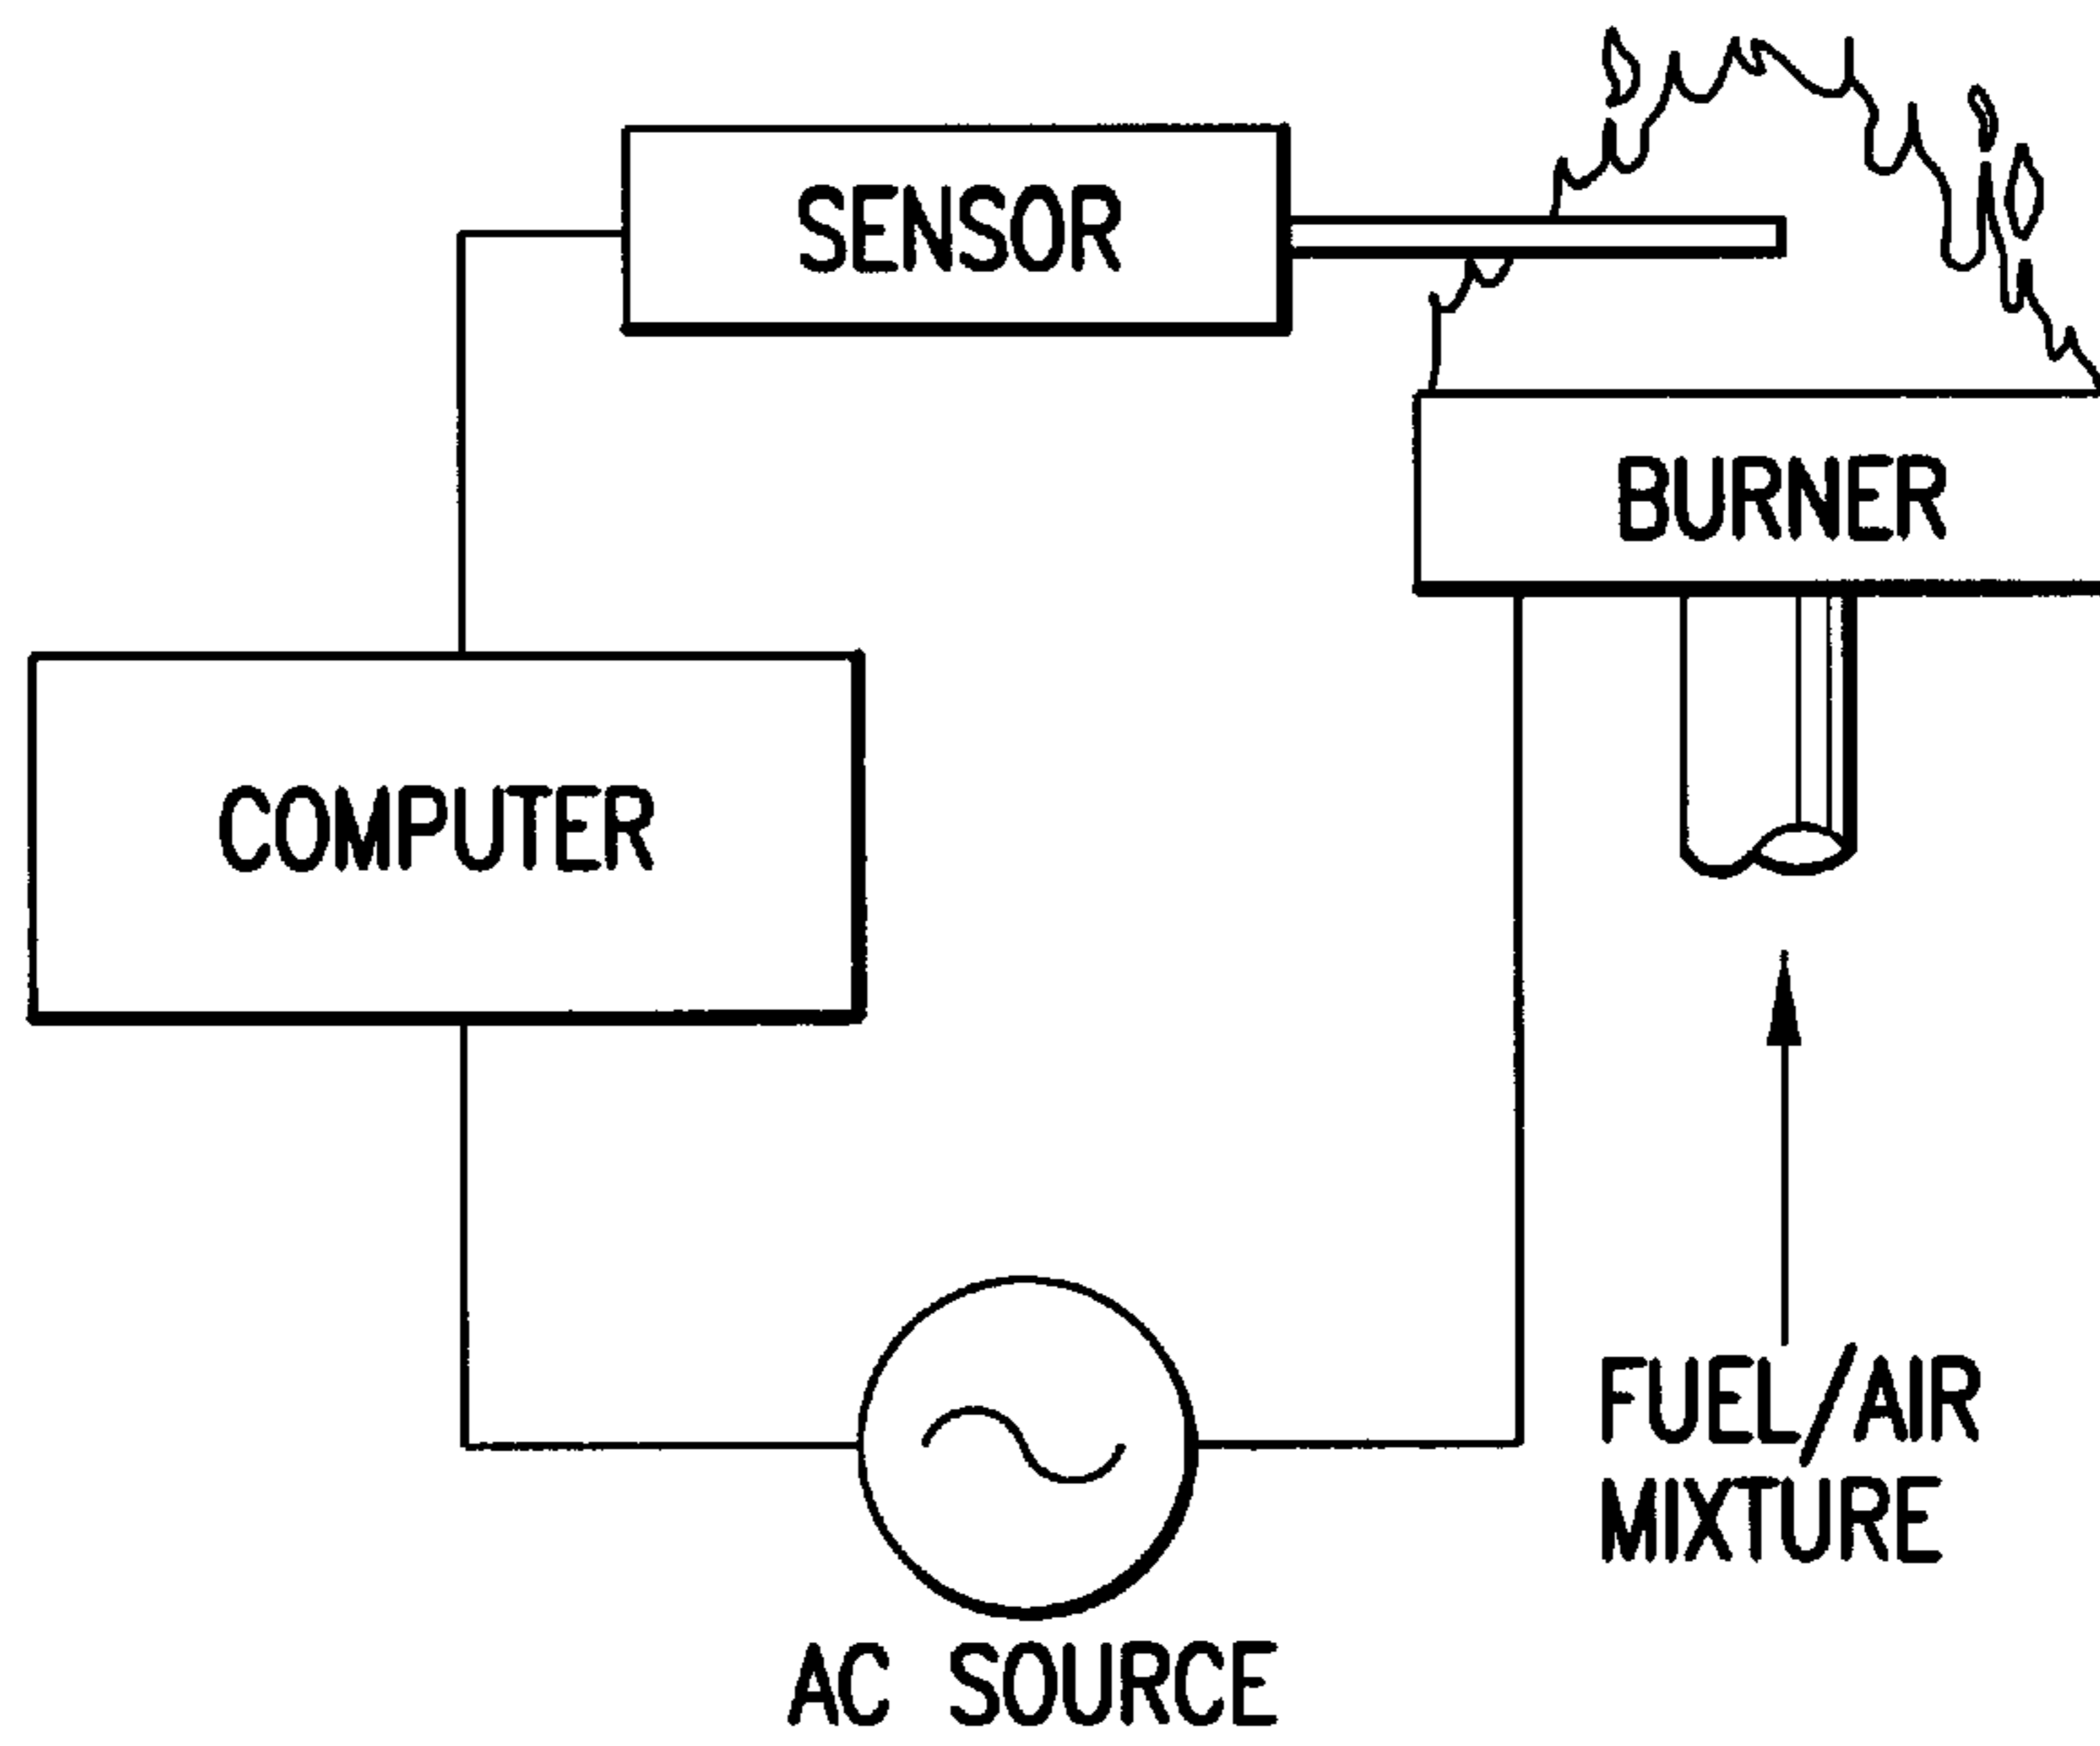 SENSOR
BURNER
COMPUTER
FUEL/AIR
MIXTURE
AC SOURCE